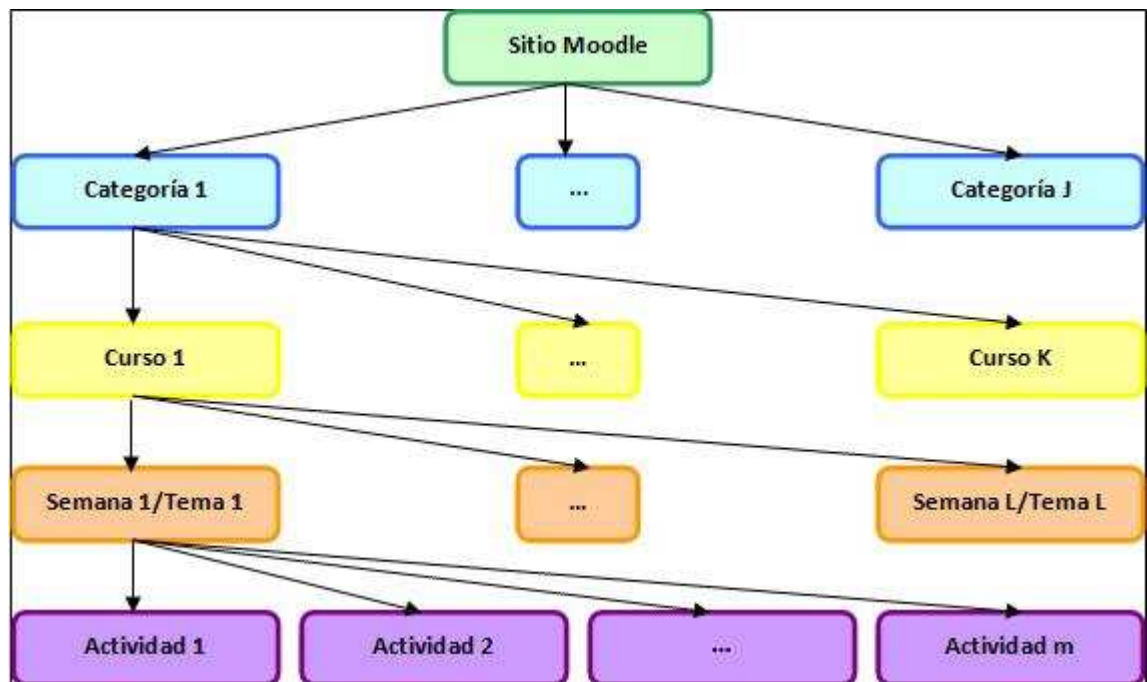 Sitio Moodle
Categoría 1
...
Categoría J
Curso 1
...
Curso K
Semana 1/Tema 1
...
Semana L/Tema L
Actividad 1
Actividad 2
...
Actividad m